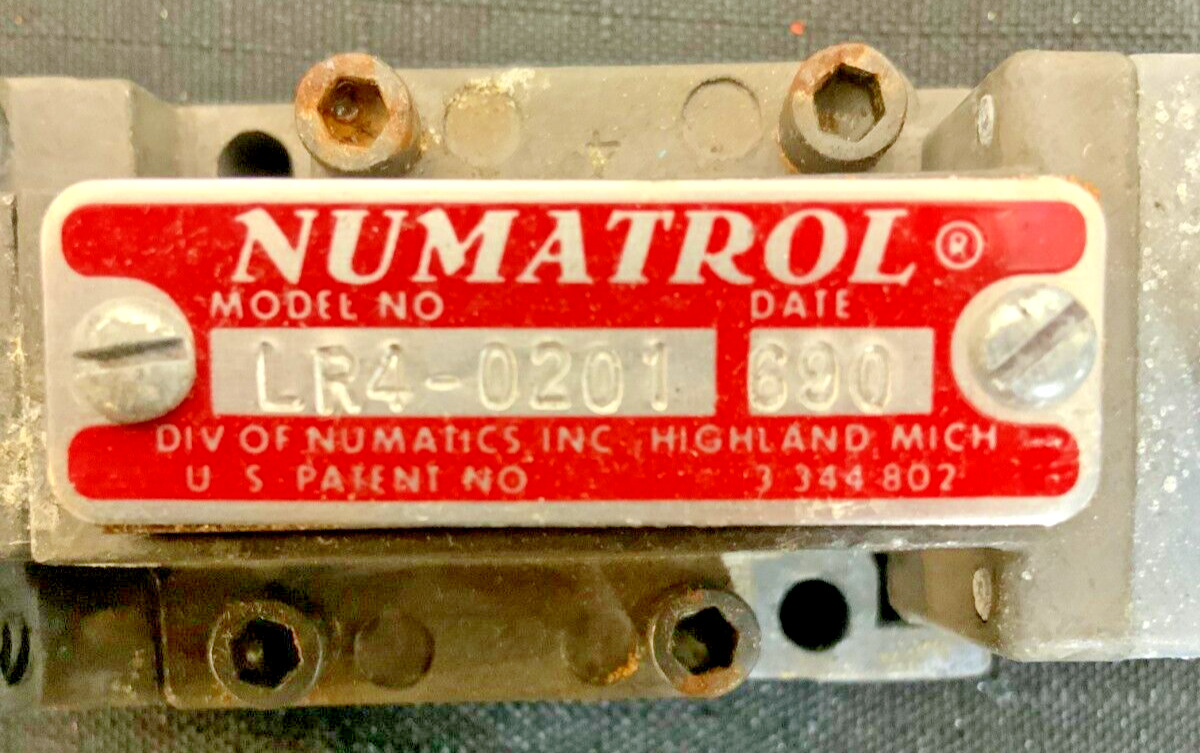 NUMATROL®
MODEL NO DATE
LR4-0201 690
DIV OF NUMATICS INC HIGHLAND MICH
U S PATENT NO 3 344 802